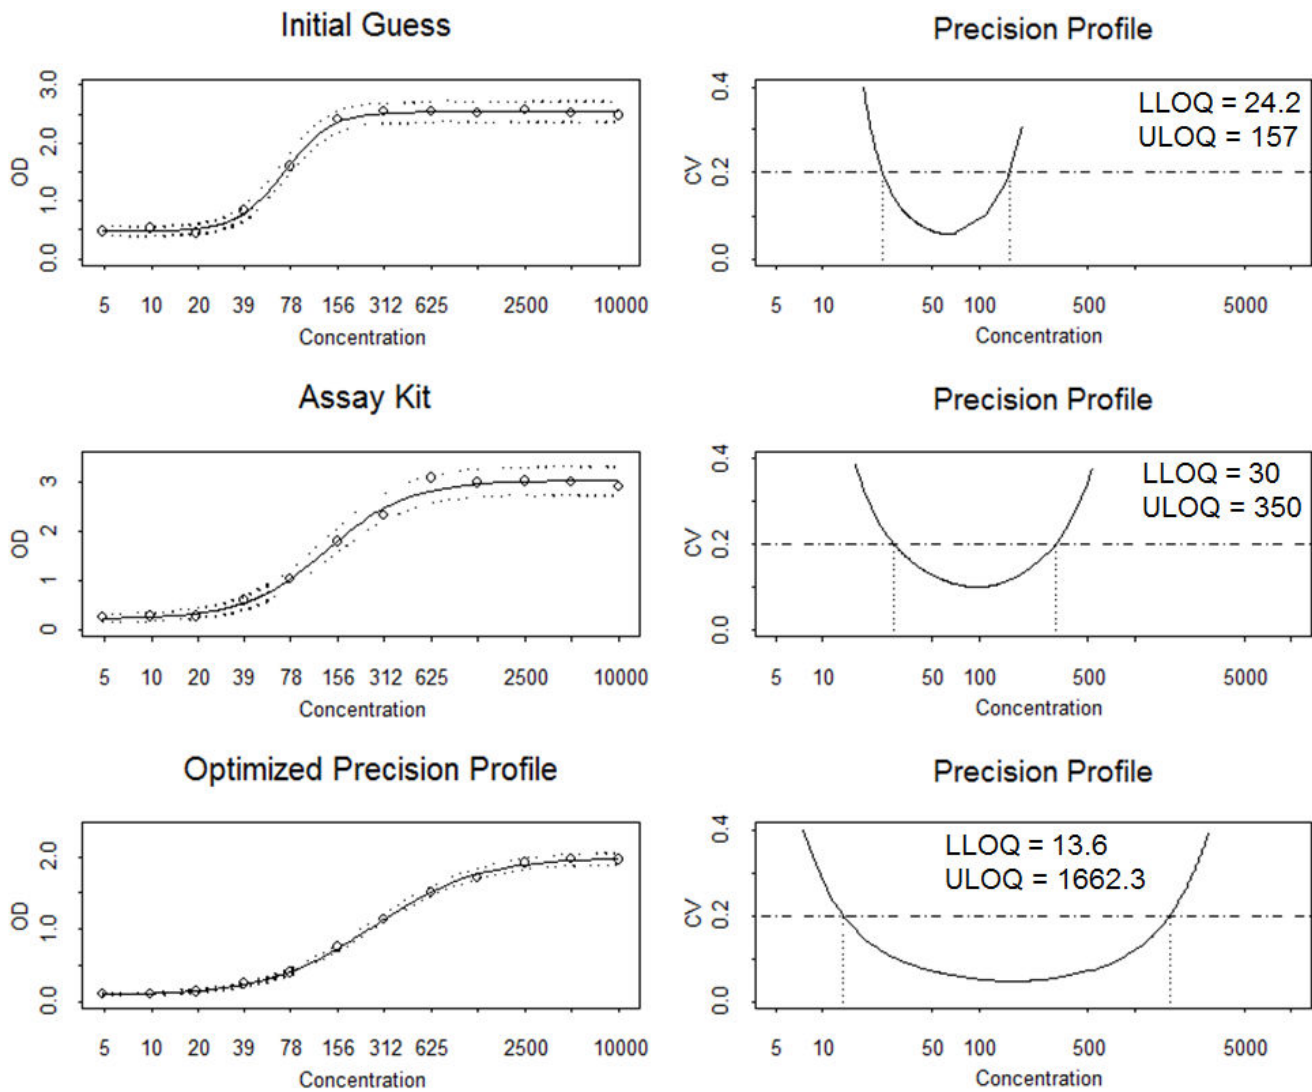 Initial Guess
3.0
2.0
1.0
0.0
OD
5 10 20 39 78 156 312 625 2500 10000
Concentration
Precision Profile
0.4
0.2
0.0
CV
LLOQ = 24.2
ULOQ = 157
5 10 50 100 500 5000
Concentration
Assay Kit
3
2
1
0
OD
5 10 20 39 78 156 312 625 2500 10000
Concentration
Precision Profile
0.4
0.2
0.0
CV
LLOQ = 30
ULOQ = 350
5 10 50 100 500 5000
Concentration
Optimized Precision Profile
2.0
1.0
0.0
OD
5 10 20 39 78 156 312 625 2500 10000
Concentration
Precision Profile
0.4
0.2
0.0
CV
LLOQ = 13.6
ULOQ = 1662.3
5 10 50 100 500 5000
Concentration